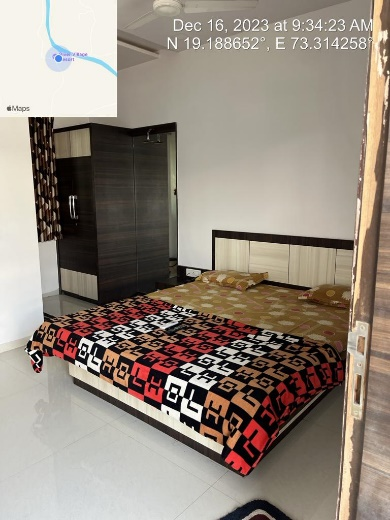 Dec 16, 2023 at 9:34:23 AM
N 19.188652°, E 73.314258°
Maps